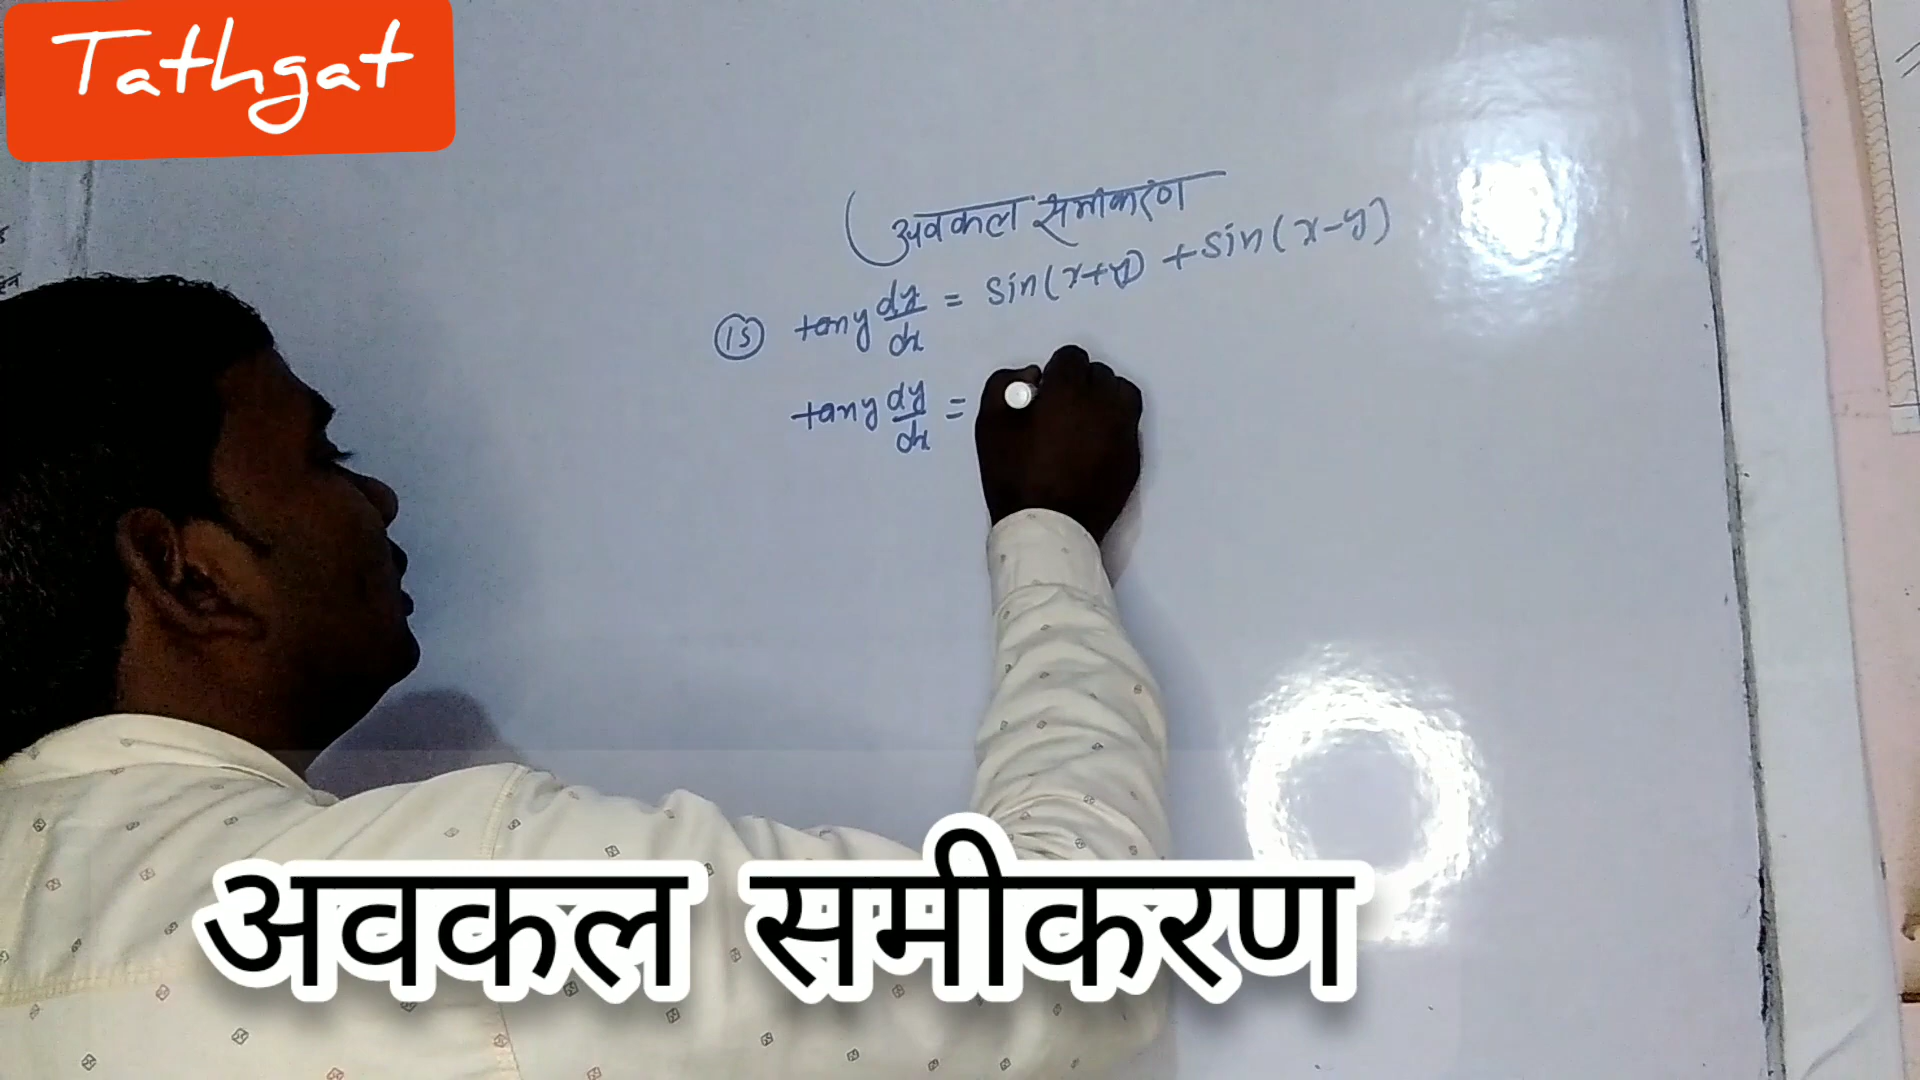 Tathgat
अवकल समीकरण
(15) tany dy/dx = sin(x+y) + sin(x-y)
tany dy/dx =
अवकल समीकरण